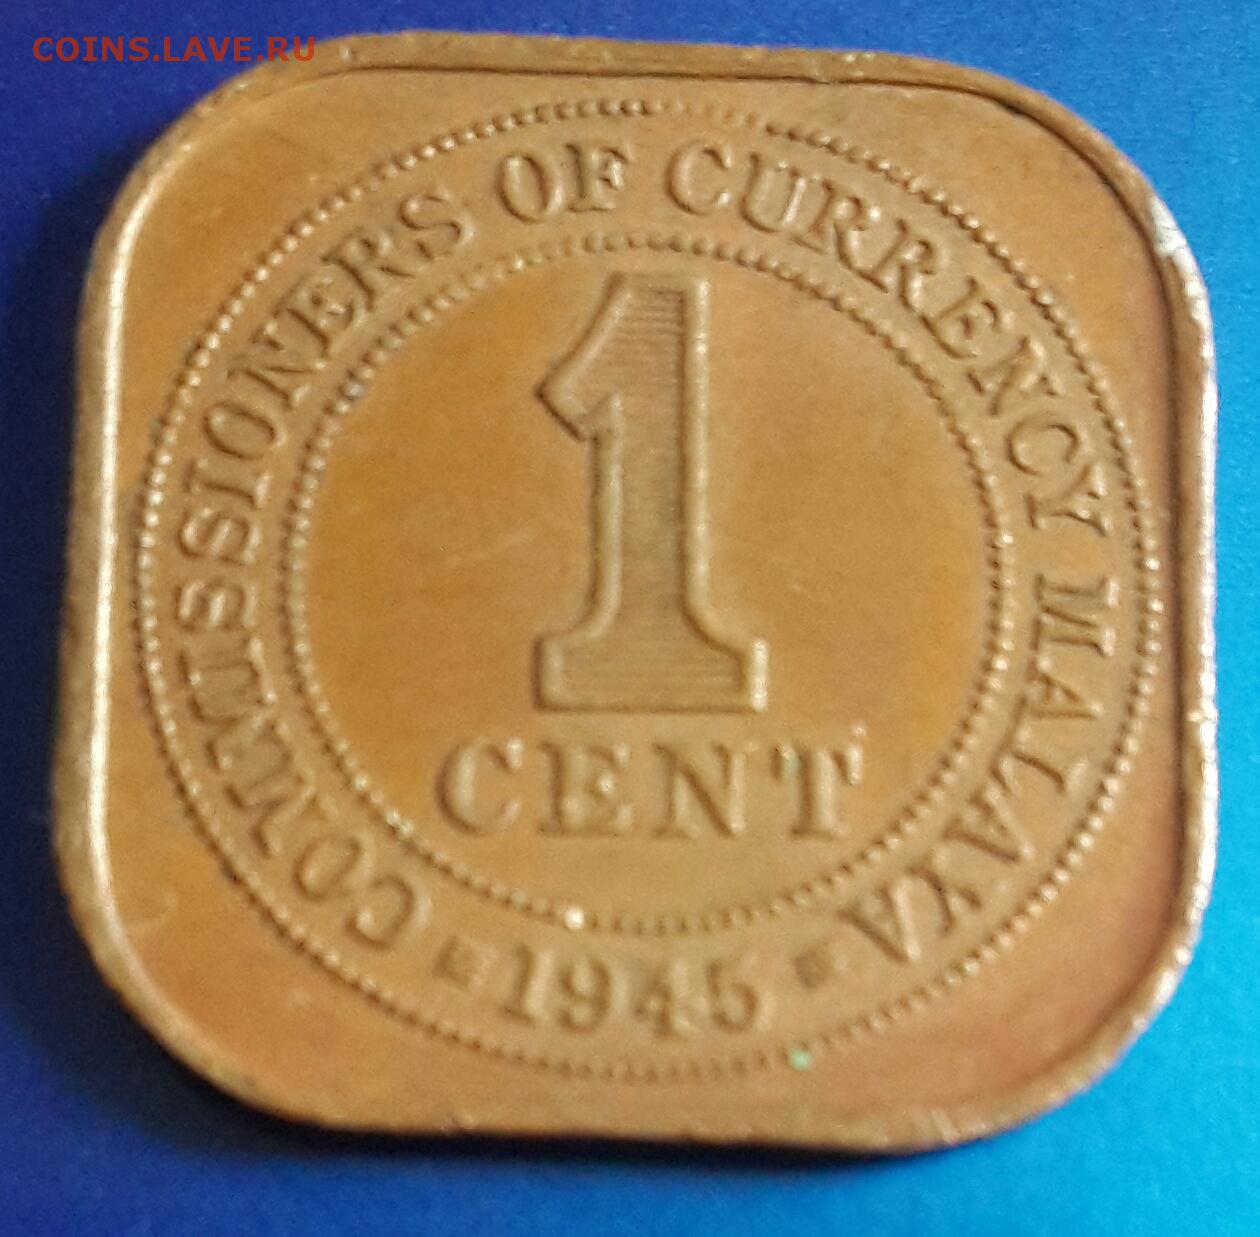 COINS.LAVE.RU
COMMISSIONERS OF CURRENCY MALAYA
1
CENT
1945